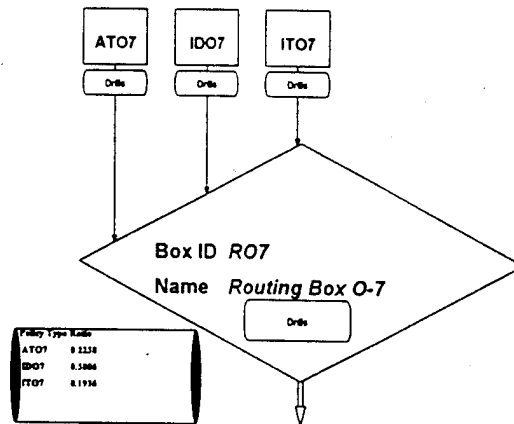 ATO7 IDO7 ITO7
Drills Drills Drills
Box ID RO7
Name Routing Box O-7
Drills
Policy Type Ratio
ATO7 0.2258
IDO7 0.5806
ITO7 0.1936